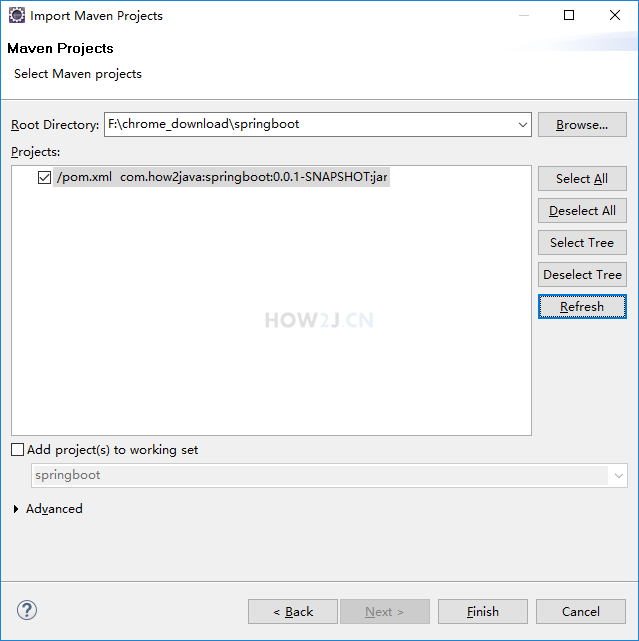 Import Maven Projects
Maven Projects
Select Maven projects
Root Directory: F:\chrome_download\springboot Browse...
Projects:
/pom.xml com.how2java:springboot:0.0.1-SNAPSHOT:jar
Select All
Deselect All
Select Tree
Deselect Tree
Refresh
HOW2J.CN
Add project(s) to working set
springboot
Advanced
? < Back Next > Finish Cancel